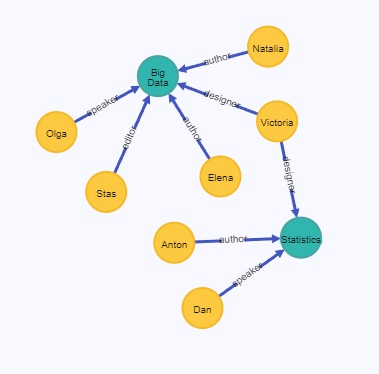 Natalia
author
Big
Data
designer
speaker
Victoria
Olga
editor
author
Elena
designer
Stas
Anton
author
Statistics
speaker
Dan